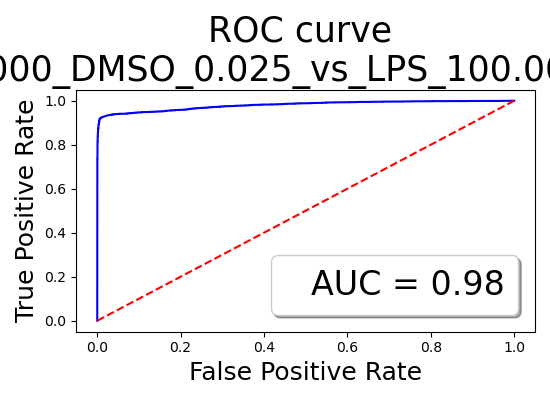 ROC curve
000_DMSO_0.025_vs_LPS_100.00
True Positive Rate
1.0
0.8
0.6
0.4
0.2
0.0
AUC = 0.98
0.0 0.2 0.4 0.6 0.8 1.0
False Positive Rate